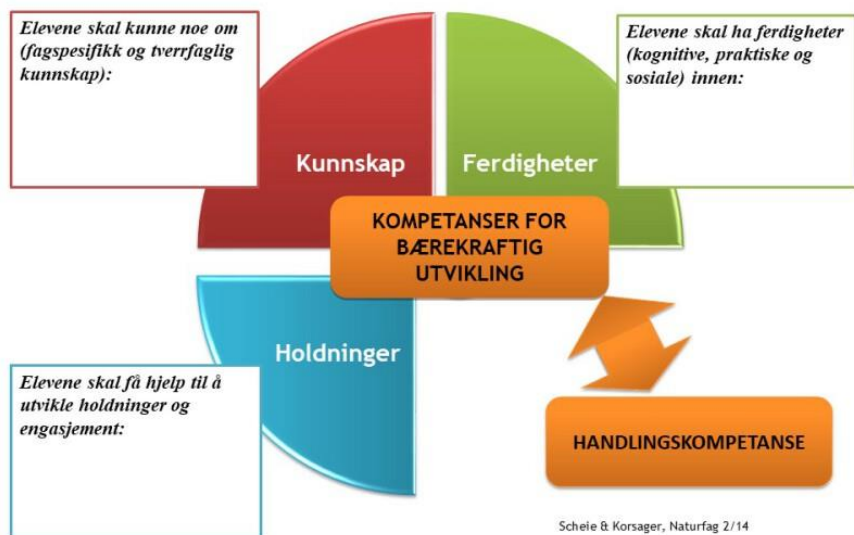 Elevene skal kunne noe om
(fagspesifikk og tverrfaglig
kunnskap):
Elevene skal ha ferdigheter
(kognitive, praktiske og
sosiale) innen:
Kunnskap
Ferdigheter
KOMPETANSER FOR
BÆREKRAFTIG
UTVIKLING
Holdninger
Elevene skal få hjelp til å
utvikle holdninger og
engasjement:
HANDLINGSKOMPETANSE
Scheie & Korsager, Naturfag 2/14